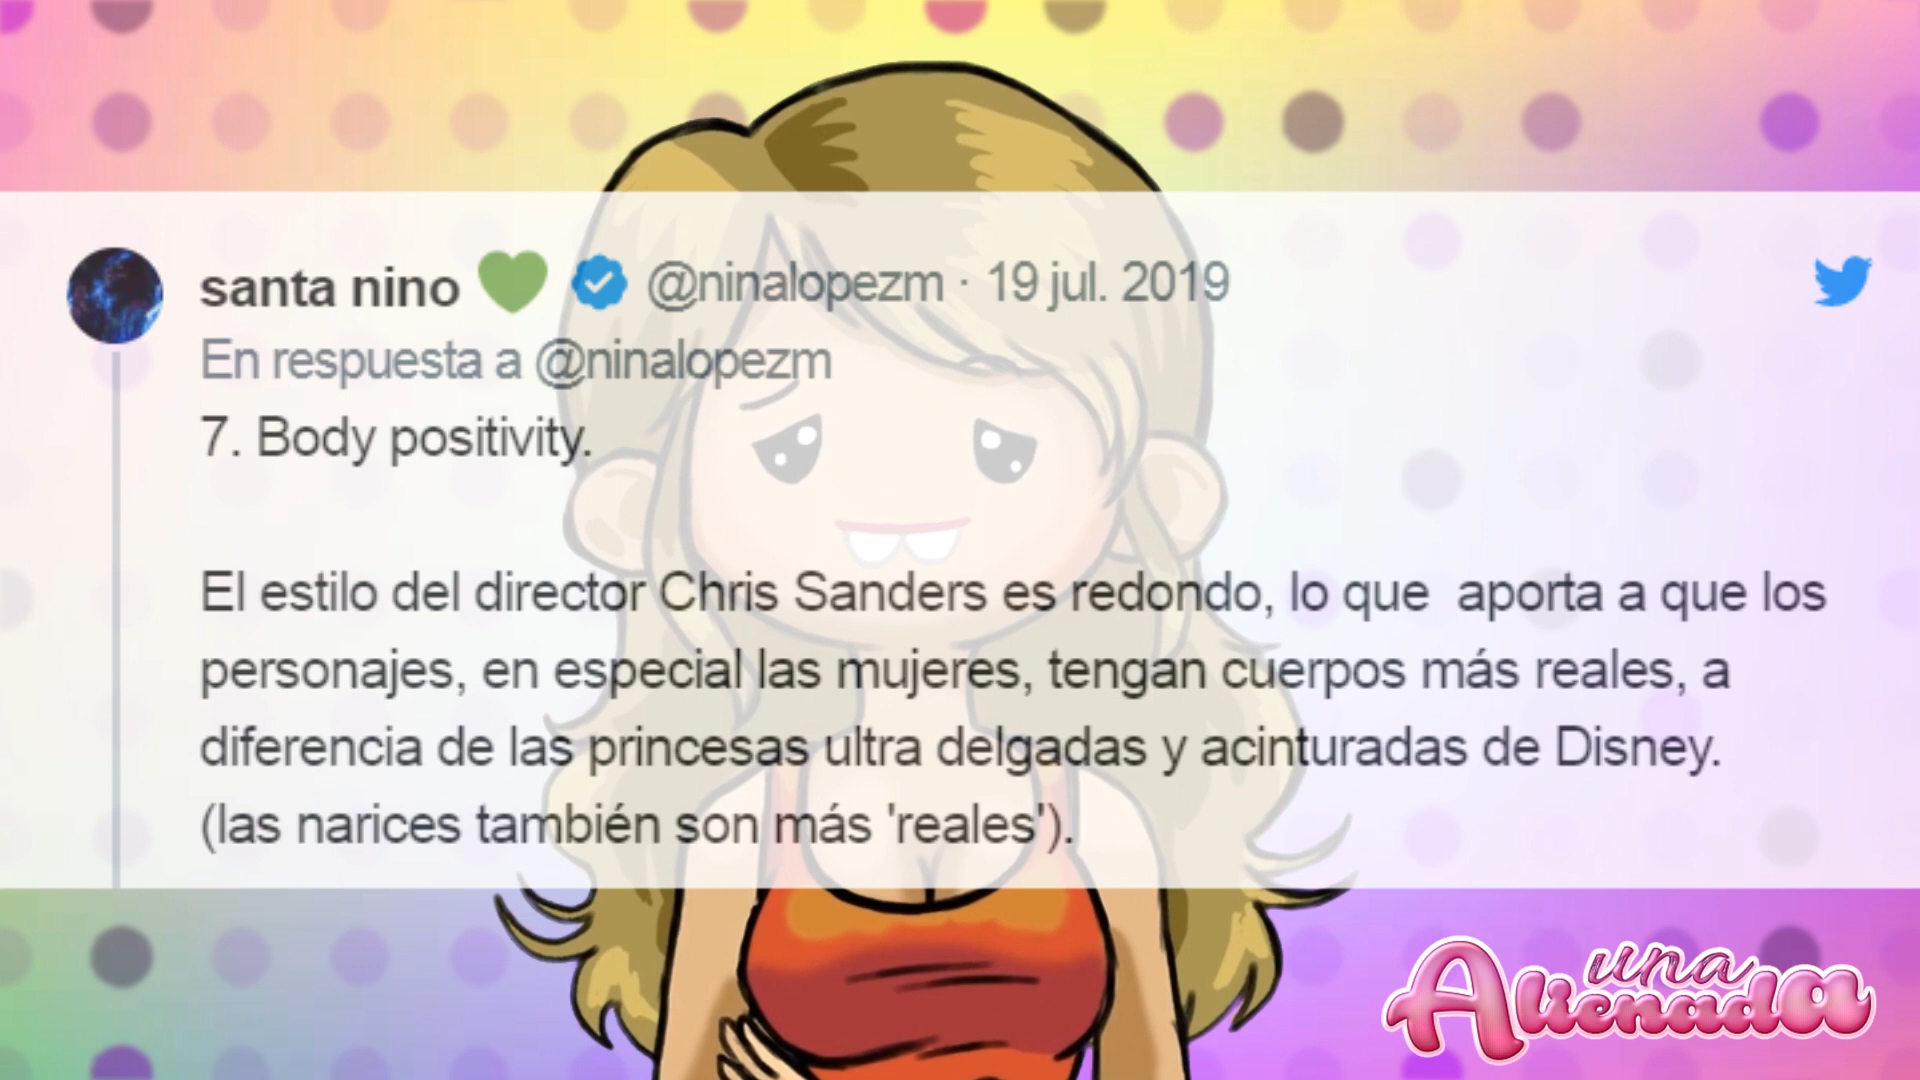 santa nino 💚 @ninalopezm · 19 jul. 2019
En respuesta a @ninalopezm
7. Body positivity.
El estilo del director Chris Sanders es redondo, lo que aporta a que los
personajes, en especial las mujeres, tengan cuerpos más reales, a
diferencia de las princesas ultra delgadas y acinturadas de Disney.
(las narices también son más 'reales').
una
Alienada